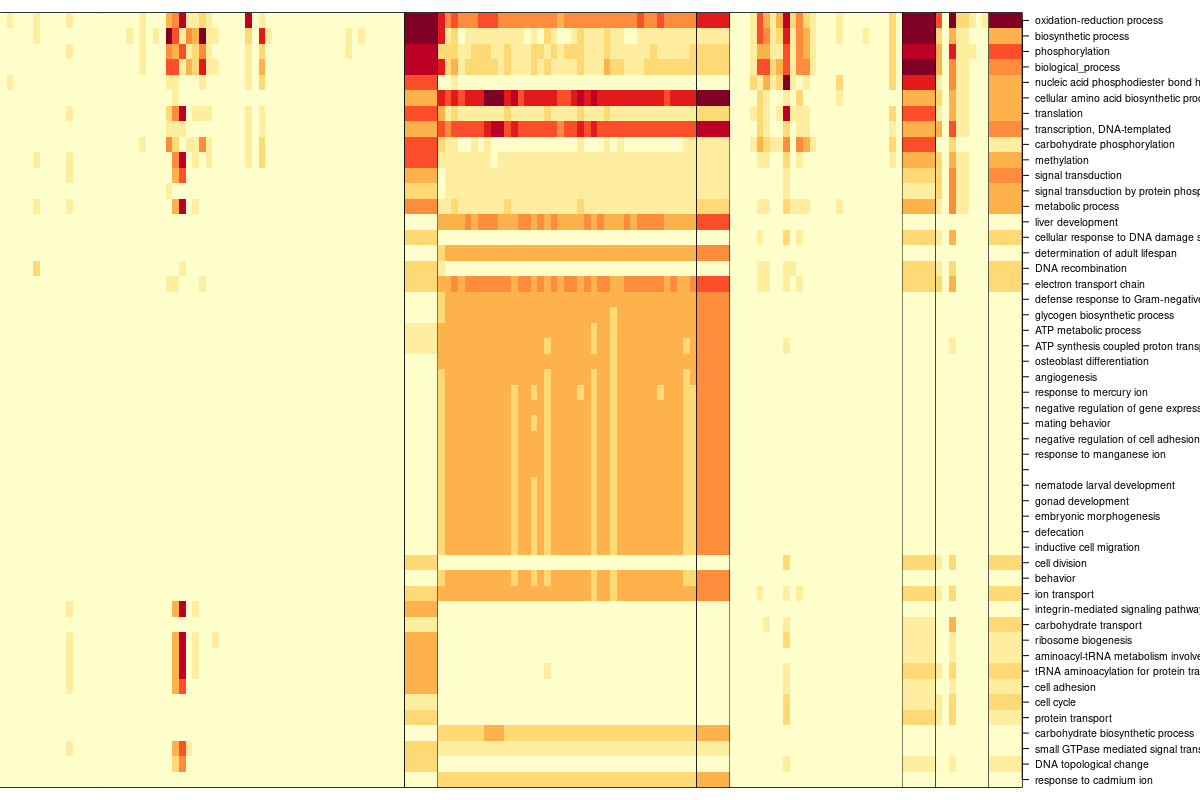 oxidation-reduction process
biosynthetic process
phosphorylation
biological_process
nucleic acid phosphodiester bond h
cellular amino acid biosynthetic proc
translation
transcription, DNA-templated
carbohydrate phosphorylation
methylation
signal transduction
signal transduction by protein phosp
metabolic process
liver development
cellular response to DNA damage s
determination of adult lifespan
DNA recombination
electron transport chain
defense response to Gram-negative
glycogen biosynthetic process
ATP metabolic process
ATP synthesis coupled proton transp
osteoblast differentiation
angiogenesis
response to mercury ion
negative regulation of gene express
mating behavior
negative regulation of cell adhesion
response to manganese ion
nematode larval development
gonad development
embryonic morphogenesis
defecation
inductive cell migration
cell division
behavior
ion transport
integrin-mediated signaling pathway
carbohydrate transport
ribosome biogenesis
aminoacyl-tRNA metabolism involve
tRNA aminoacylation for protein tra
cell adhesion
cell cycle
protein transport
carbohydrate biosynthetic process
small GTPase mediated signal trans
DNA topological change
response to cadmium ion